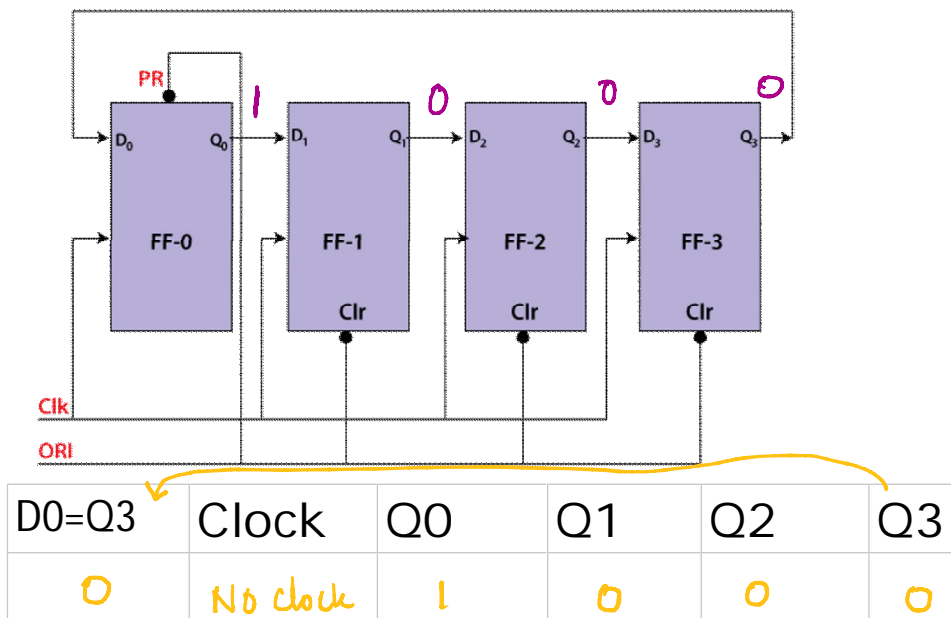 PR
1 0 0 0
D₀ Q₀ D₁ Q₁ D₂ Q₂ D₃ Q₃
FF-0 FF-1 FF-2 FF-3
Clr Clr Clr
Clk
ORI
D0=Q3 Clock Q0 Q1 Q2 Q3
0 No clock 1 0 0 0